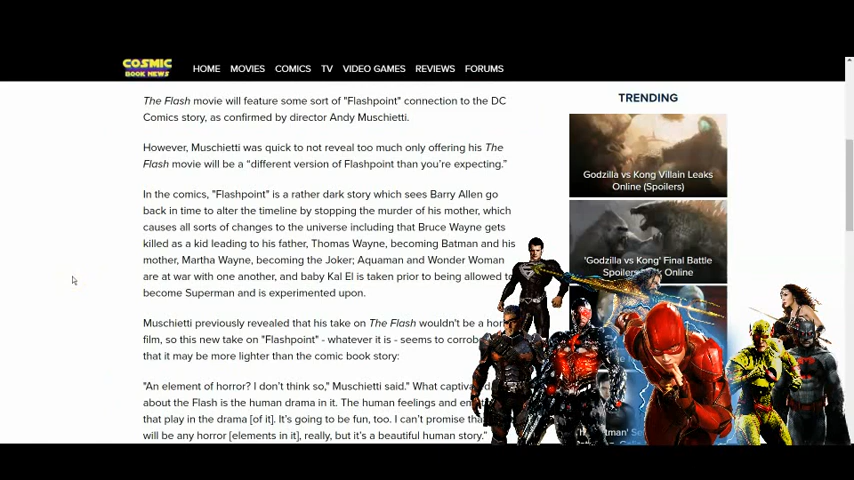 COSMIC
BOOK NEWS
HOME MOVIES COMICS TV VIDEO GAMES REVIEWS FORUMS
The Flash movie will feature some sort of "Flashpoint" connection to the DC
Comics story, as confirmed by director Andy Muschietti.
However, Muschietti was quick to not reveal too much only offering his The
Flash movie will be a “different version of Flashpoint than you’re expecting.”
In the comics, "Flashpoint" is a rather dark story which sees Barry Allen go
back in time to alter the timeline by stopping the murder of his mother, which
causes all sorts of changes to the universe including that Bruce Wayne gets
killed as a kid leading to his father, Thomas Wayne, becoming Batman and his
mother, Martha Wayne, becoming the Joker; Aquaman and Wonder Woman
are at war with one another, and baby Kal El is taken prior to being allowed
become Superman and is experimented upon.
Muschietti previously revealed that his take on The Flash wouldn't be a
film, so this new take on "Flashpoint" - whatever it is - seems to
that it may be more lighter than the comic book story:
"An element of horror? I don’t think so," Muschietti said." What
about the Flash is the human drama in it. The human feelings and
that play in the drama [of it]. It’s going to be fun, too. I can’t promise
will be any horror [elements in it], really, but it’s a beautiful human story."
TRENDING
Godzilla vs Kong Villain Leaks
Online (Spoilers)
'Godzilla vs Kong' Final Battle
Online